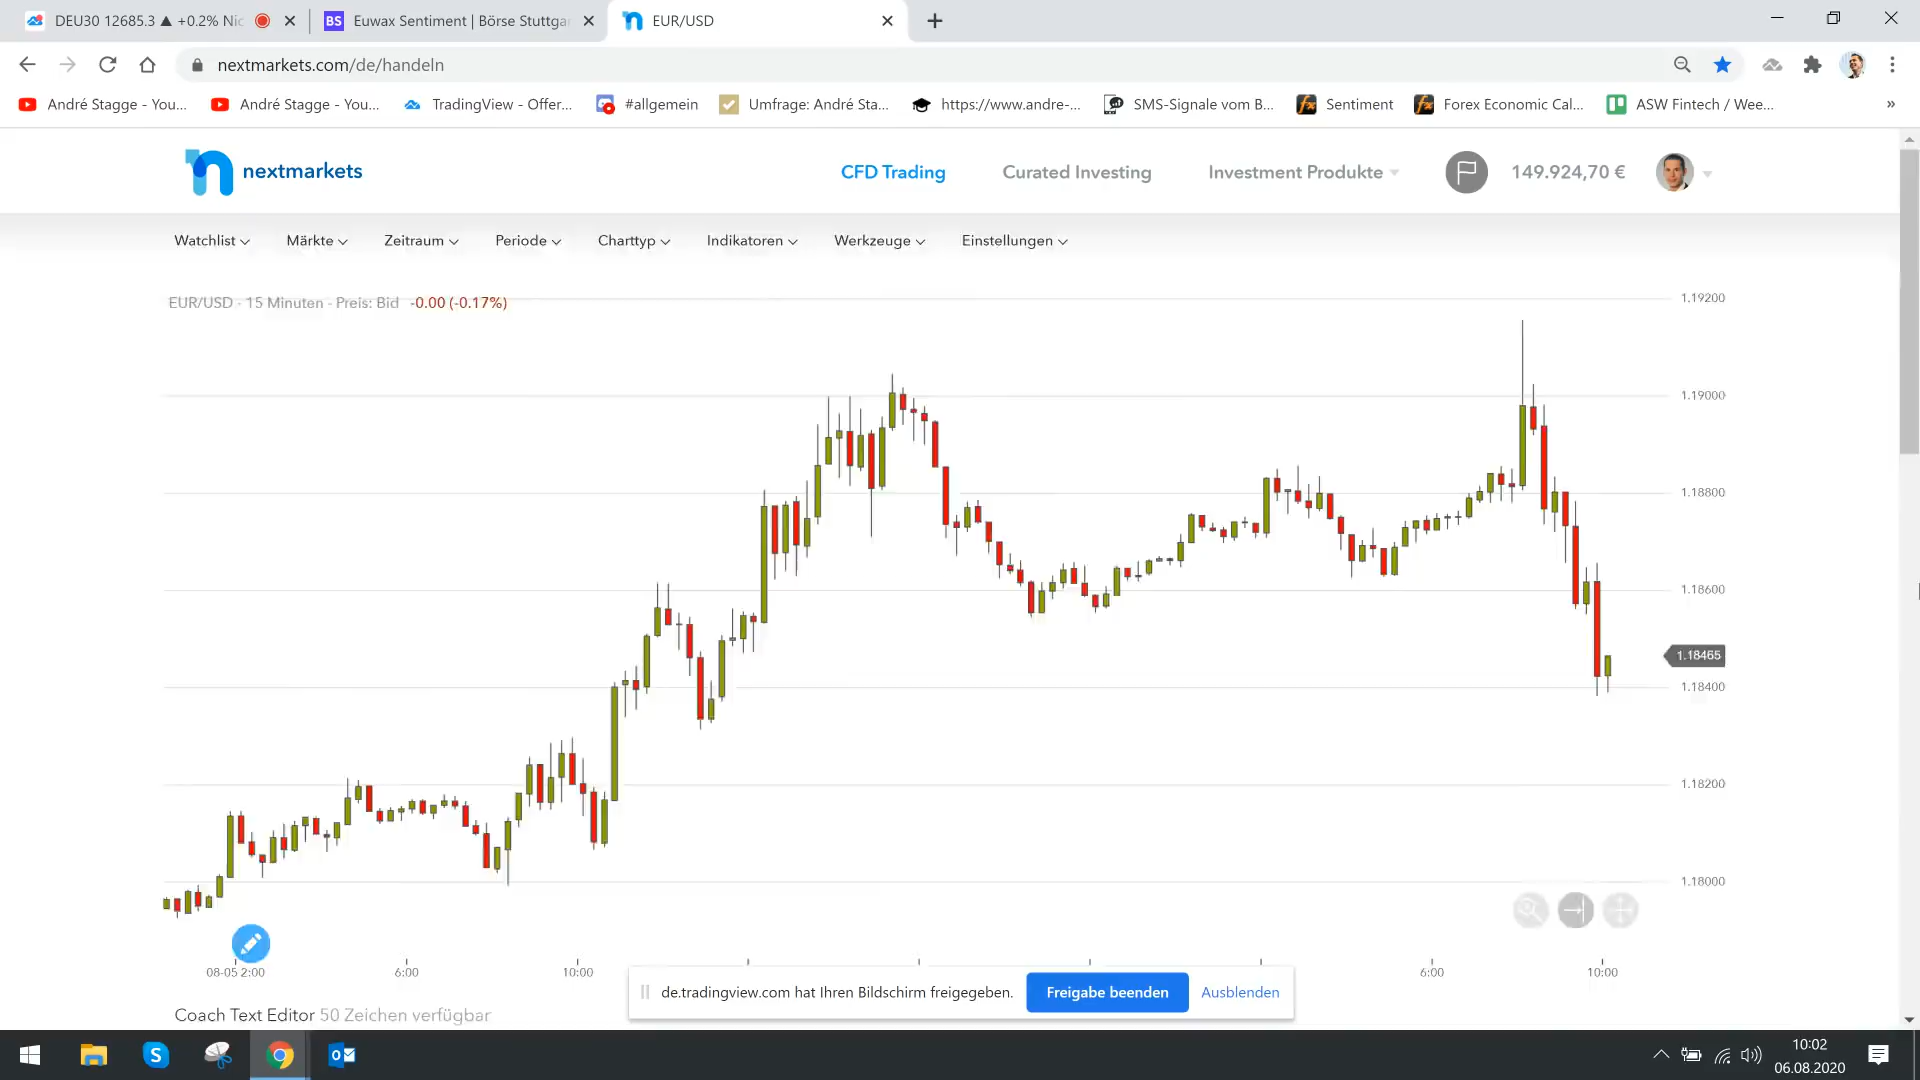 DEU30 12685.3 ▲ +0.2% Nic
BS Euwax Sentiment | Börse Stuttgar
EUR/USD
nextmarkets.com/de/handeln
André Stagge - You...
André Stagge - You...
TradingView - Offer...
#allgemein
Umfrage: André Sta...
https://www.andre-...
SMS-Signale vom B...
Sentiment
Forex Economic Cal...
ASW Fintech / Wee...
»
nextmarkets
CFD Trading
Curated Investing
Investment Produkte
149.924,70 €
Watchlist
Märkte
Zeitraum
Periode
Charttyp
Indikatoren
Werkzeuge
Einstellungen
EUR/USD - 15 Minuten - Preis: Bid -0.00 (-0.17%)
1.19200
1.19000
1.18800
1.18600
1.18465
1.18400
1.18200
1.18000
08-05 2:00
6:00
10:00
6:00
10:00
de.tradingview.com hat Ihren Bildschirm freigegeben.
Freigabe beenden
Ausblenden
Coach Text Editor 50 Zeichen verfügbar
10:02
06.08.2020